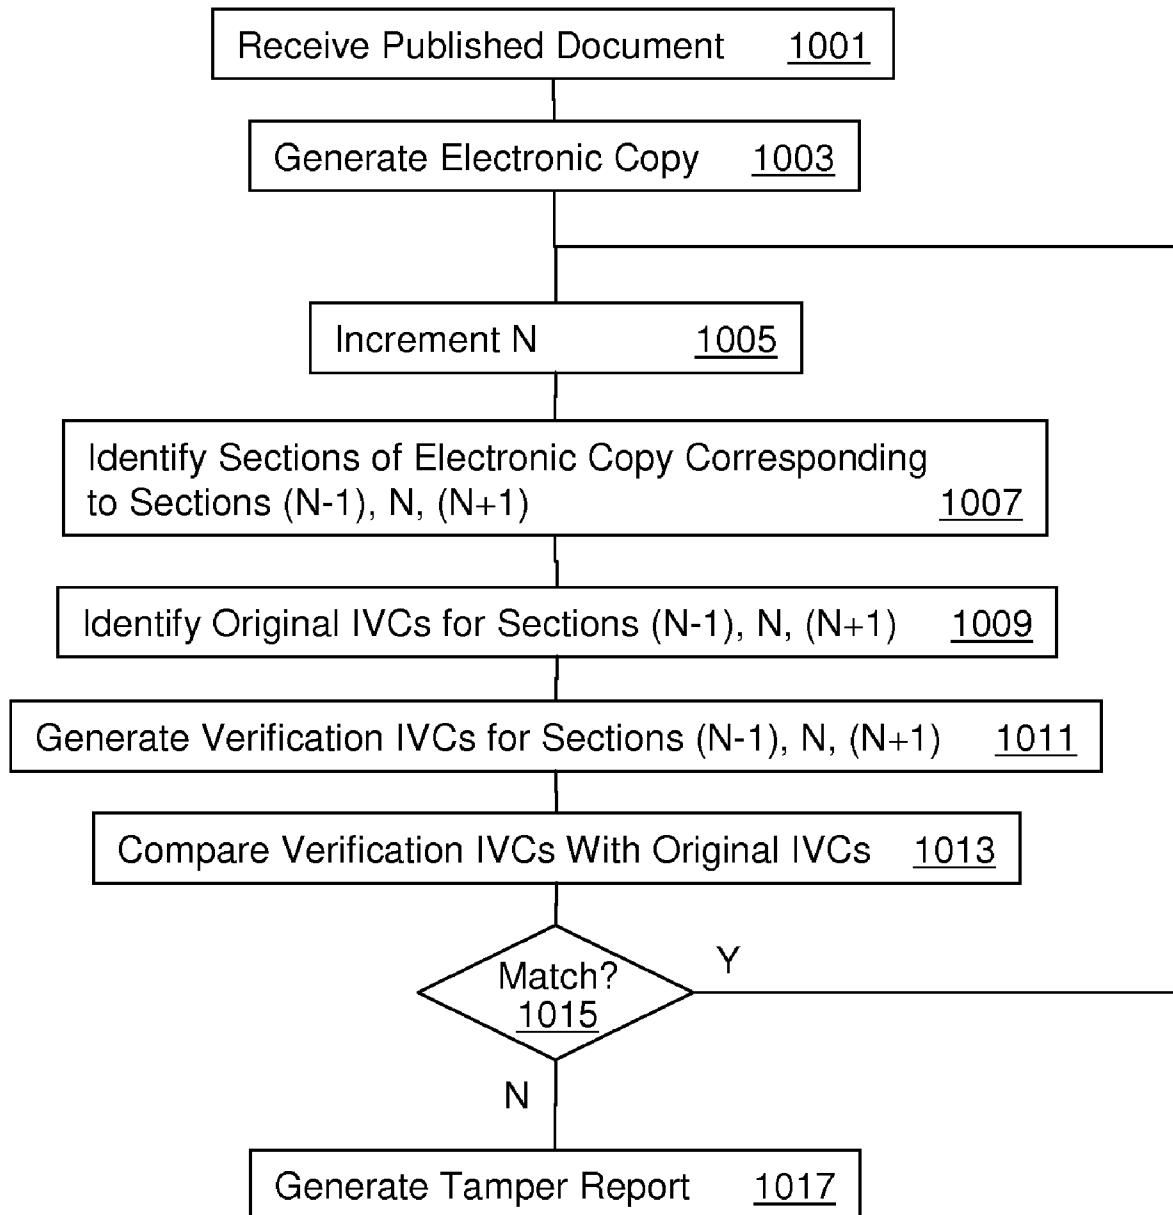 Receive Published Document 1001
Generate Electronic Copy 1003
Increment N 1005
Identify Sections of Electronic Copy Corresponding
to Sections (N-1), N, (N+1) 1007
Identify Original IVCs for Sections (N-1), N, (N+1) 1009
Generate Verification IVCs for Sections (N-1), N, (N+1) 1011
Compare Verification IVCs With Original IVCs 1013
Y
Match?
1015
N
Generate Tamper Report 1017